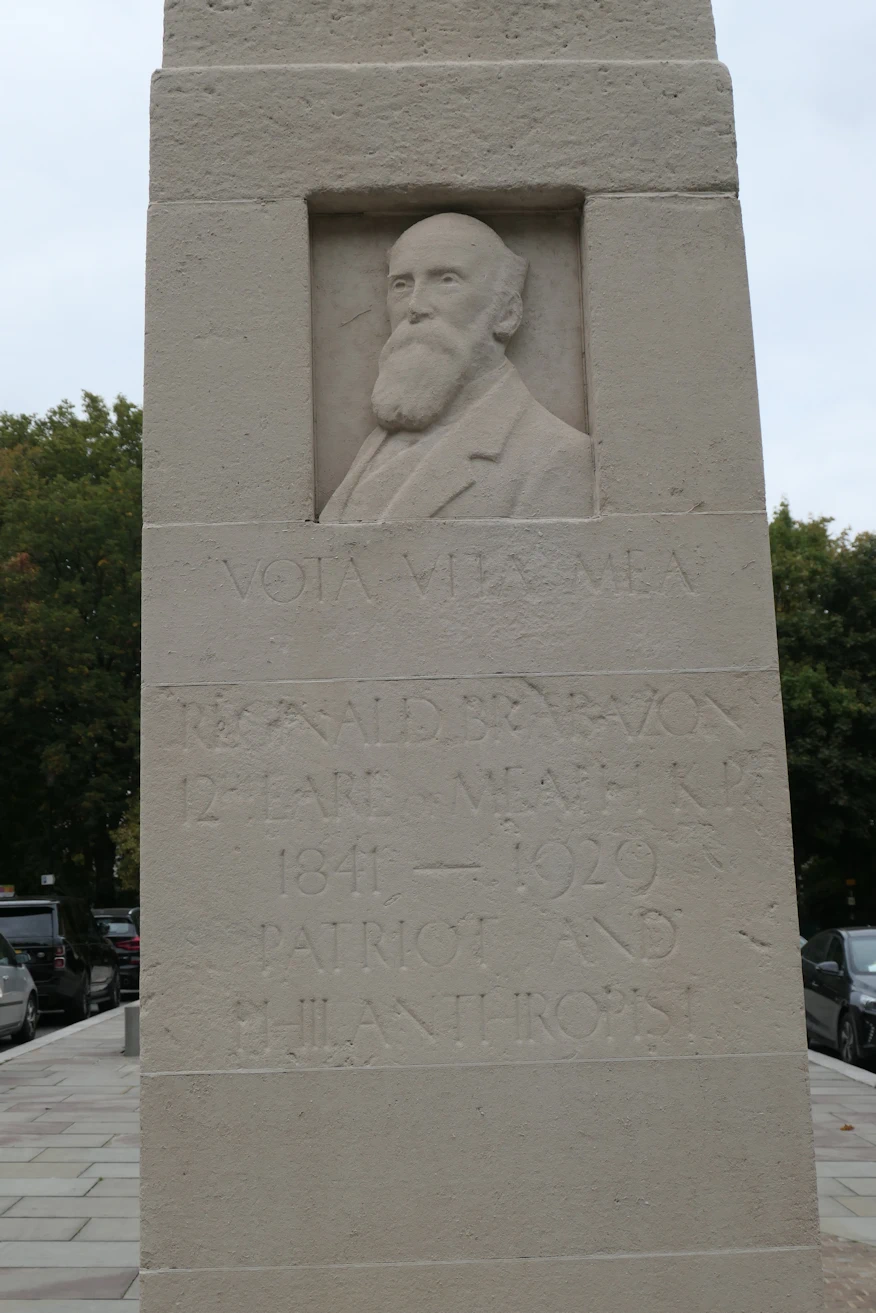 VOTA VITA MEA
REGINALD BRABAZON
12TH EARL OF MEATH K.P.
1841 — 1929
PATRIOT AND
PHILANTHROPIST